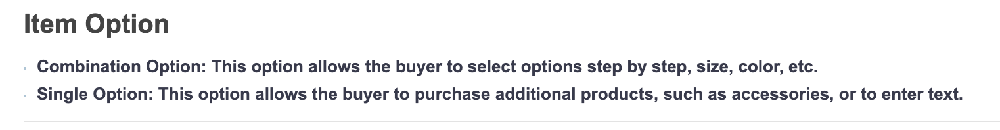 Item Option
Combination Option: This option allows the buyer to select options step by step, size, color, etc.
Single Option: This option allows the buyer to purchase additional products, such as accessories, or to enter text.